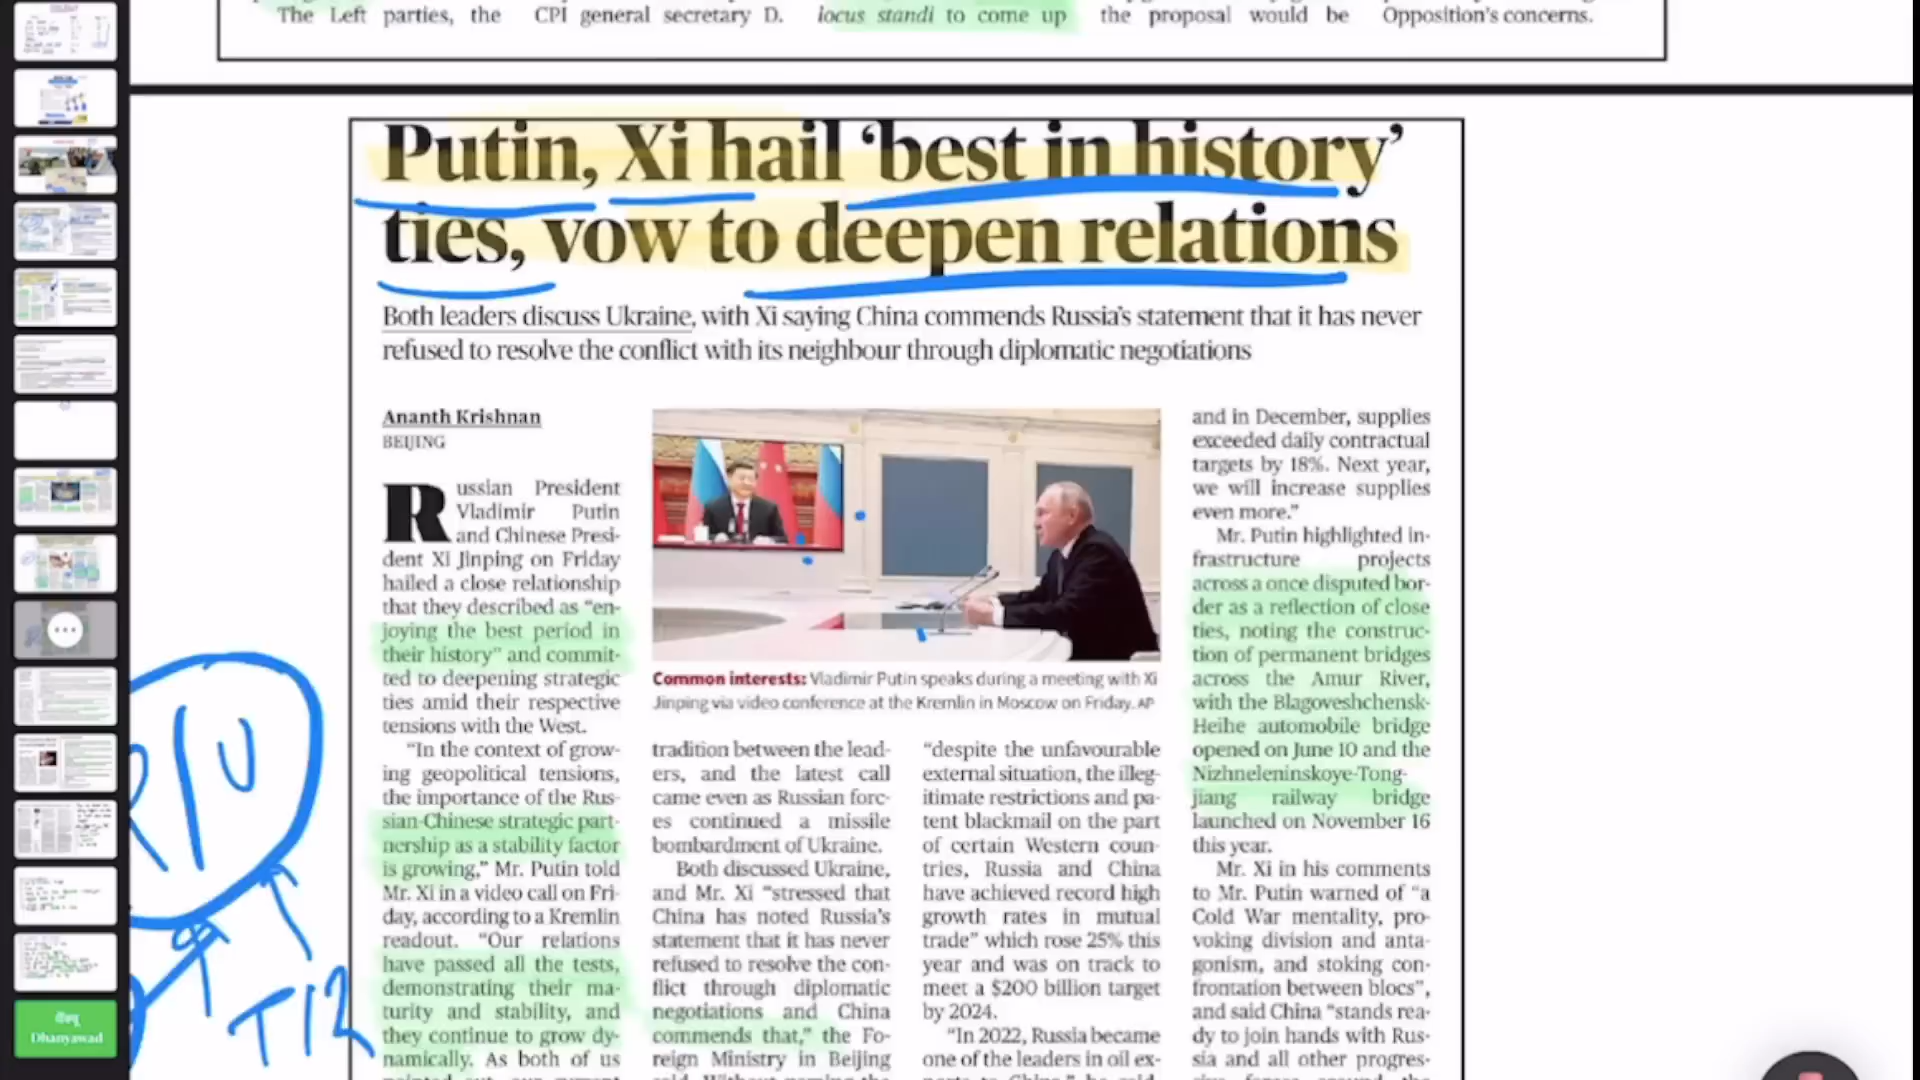 The Left parties, the
CPI general secretary D.
locus standi to come up
the proposal would be
Opposition's concerns.
Putin, Xi hail ‘best in history’
ties, vow to deepen relations
Both leaders discuss Ukraine, with Xi saying China commends Russia's statement that it has never
refused to resolve the conflict with its neighbour through diplomatic negotiations
Ananth Krishnan
BEIJING
Russian President
Vladimir Putin
and Chinese Presi-
dent Xi Jinping on Friday
hailed a close relationship
that they described as “en-
joying the best period in
their history” and commit-
ted to deepening strategic
ties amid their respective
tensions with the West.
“In the context of grow-
ing geopolitical tensions,
the importance of the Rus-
sian-Chinese strategic part-
nership as a stability factor
is growing,” Mr. Putin told
Mr. Xi in a video call on Fri-
day, according to a Kremlin
readout. “Our relations
have passed all the tests,
demonstrating their ma-
turity and stability, and
they continue to grow dy-
namically. As both of us
Common interests: Vladimir Putin speaks during a meeting with Xi
Jinping via video conference at the Kremlin in Moscow on Friday. AP
tradition between the lead-
ers, and the latest call
came even as Russian forc-
es continued a missile
bombardment of Ukraine.
Both discussed Ukraine,
and Mr. Xi “stressed that
China has noted Russia's
statement that it has never
refused to resolve the con-
flict through diplomatic
negotiations and China
commends that,” the Fo-
reign Ministry in Beijing
“despite the unfavourable
external situation, the illeg-
itimate restrictions and pa-
tent blackmail on the part
of certain Western coun-
tries, Russia and China
have achieved record high
growth rates in mutual
trade” which rose 25% this
year and was on track to
meet a $200 billion target
by 2024.
“In 2022, Russia became
one of the leaders in oil ex-
and in December, supplies
exceeded daily contractual
targets by 18%. Next year,
we will increase supplies
even more.”
Mr. Putin highlighted in-
frastructure projects
across a once disputed bor-
der as a reflection of close
ties, noting the construc-
tion of permanent bridges
across the Amur River,
with the Blagoveshchensk-
Heihe automobile bridge
opened on June 10 and the
Nizhneleninskoye-Tong-
jiang railway bridge
launched on November 16
this year.
Mr. Xi in his comments
to Mr. Putin warned of “a
Cold War mentality, pro-
voking division and anta-
gonism, and stoking con-
frontation between blocs”,
and said China “stands rea-
dy to join hands with Rus-
sia and all other progres-
R/U
T12
Dhanyawad